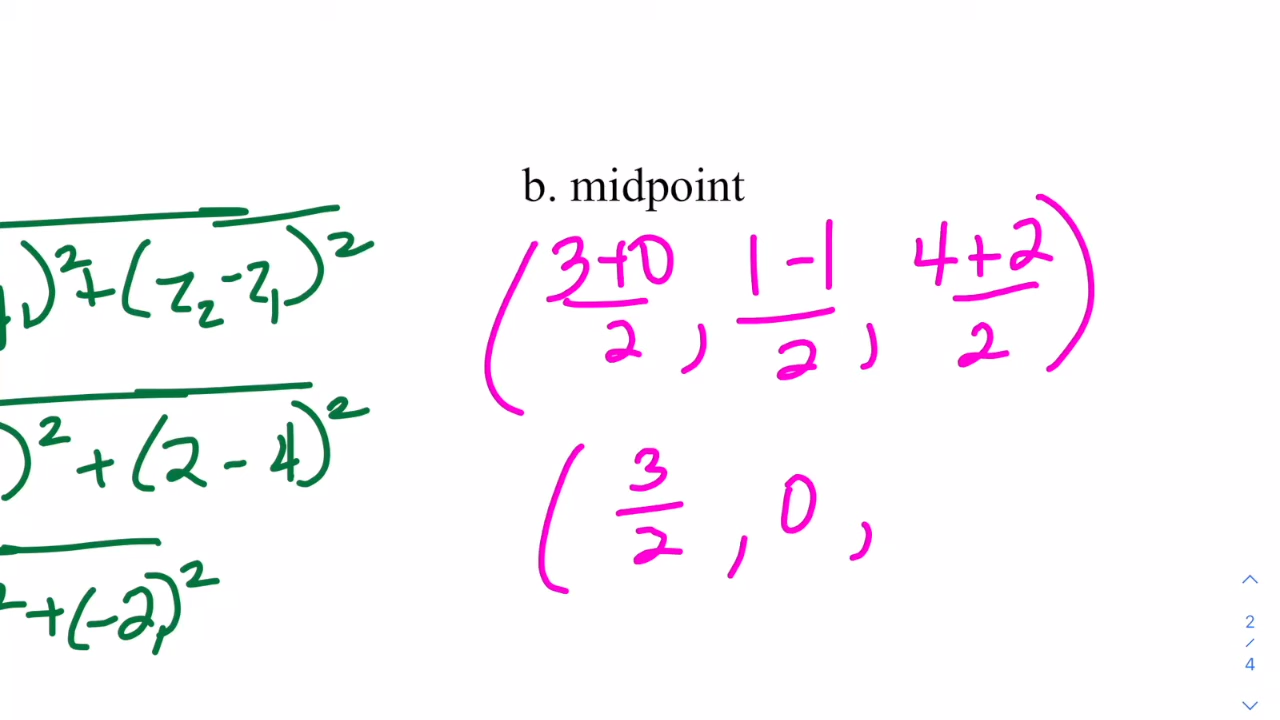 b. midpoint
)² + (z₂ - z₁)²
(3+0/2, 1-1/2, 4+2/2)
)² + (2 - 4)²
(3/2, 0,
² + (-2)²
2
/
4